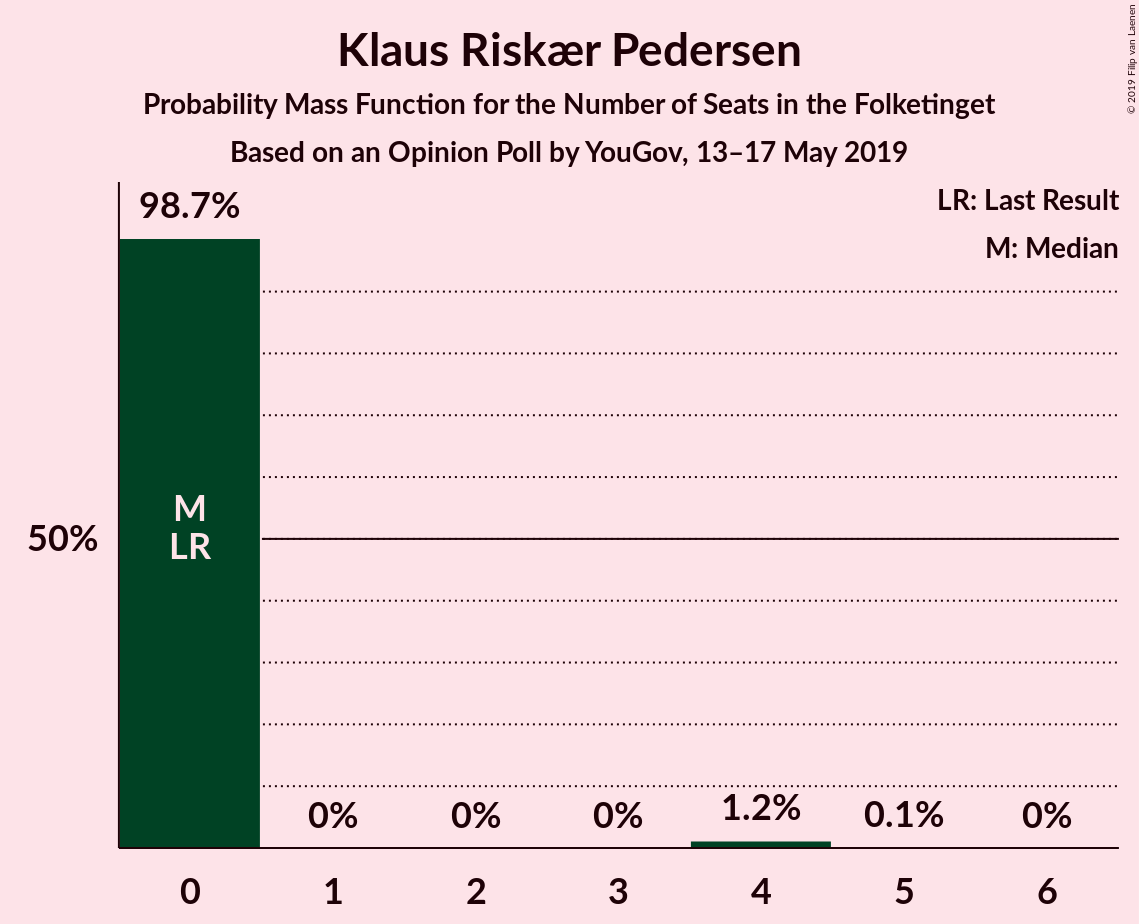 Klaus Riskær Pedersen
Probability Mass Function for the Number of Seats in the Folketinget
Based on an Opinion Poll by YouGov, 13–17 May 2019
© 2019 Filip van Laenen
LR: Last Result
M: Median
98.7%
M
LR
50%
0% 0% 0% 1.2% 0.1% 0%
0 1 2 3 4 5 6